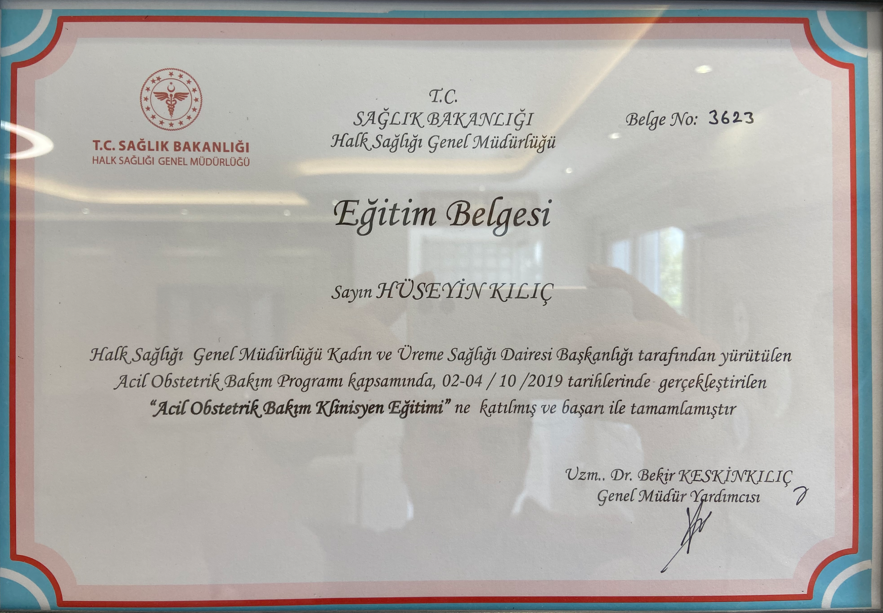 T.C. SAĞLIK BAKANLIĞI
HALK SAĞLIĞI GENEL MÜDÜRLÜĞÜ
T.C.
SAĞLIK BAKANLIĞI
Halk Sağlığı Genel Müdürlüğü
Belge No: 3623
Eğitim Belgesi
Sayın HÜSEYİN KILIÇ
Halk Sağlığı Genel Müdürlüğü Kadın ve Üreme Sağlığı Dairesi Başkanlığı tarafından yürütülen
Acil Obstetrik Bakım Programı kapsamında, 02-04 / 10 /2019 tarihlerinde gerçekleştirilen
“Acil Obstetrik Bakım Klinisyen Eğitimi” ne katılmış ve başarı ile tamamlamıştır
Uzm.. Dr. Bekir KESKİNKILIÇ
Genel Müdür Yardımcısı